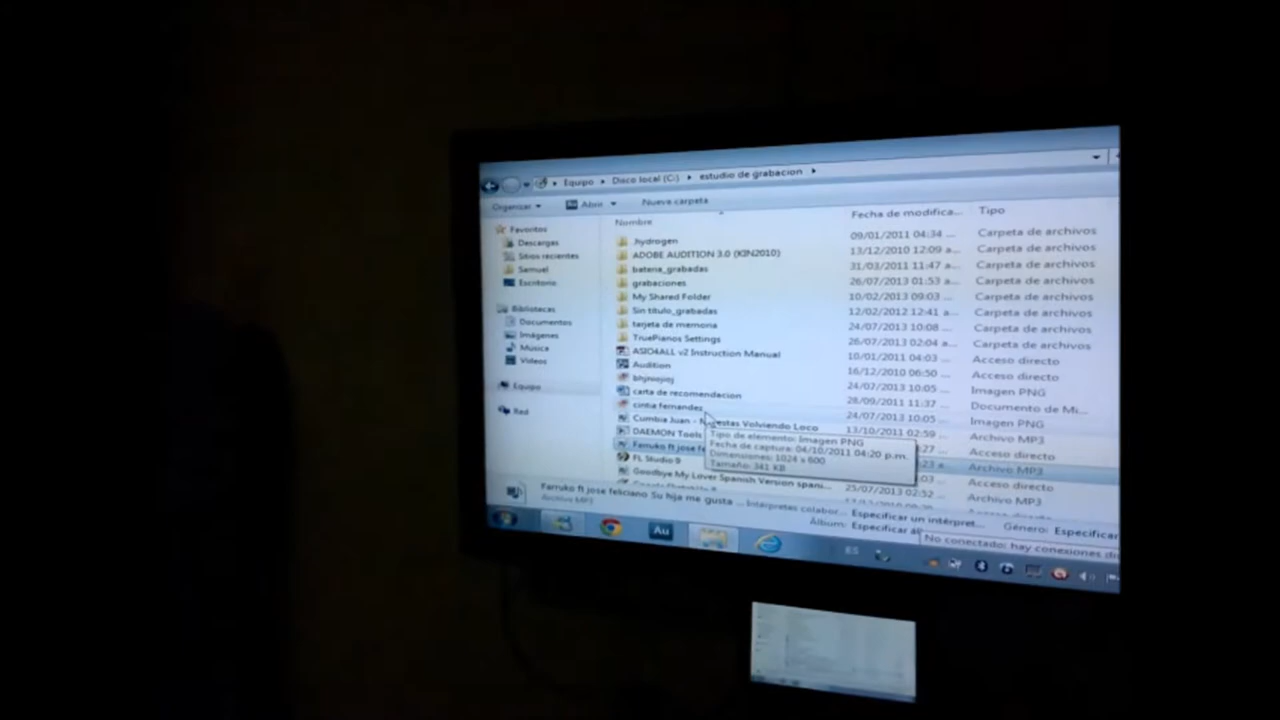 Equipo ▸ Disco local (C:) ▸ estudio de grabacion ▸
Organizar Abrir Nueva carpeta
Nombre Fecha de modifica... Tipo
Favoritos
Descargas
Sitios recientes
Samuel
Escritorio
Bibliotecas
Documentos
Imágenes
Música
Videos
Equipo
Red
.hydrogen 09/01/2011 04:34 ... Carpeta de archivos
ADOBE AUDITION 3.0 (KIN2010) 13/12/2010 12:09 a... Carpeta de archivos
bateria_grabadas 31/03/2011 11:47 a... Carpeta de archivos
grabaciones 26/07/2013 01:53 a... Carpeta de archivos
My Shared Folder 10/02/2013 09:03 ... Carpeta de archivos
Sin titulo_grabadas 12/02/2012 12:41 a... Carpeta de archivos
tarjeta de memoria 24/07/2013 10:08 ... Carpeta de archivos
TruePianos Settings 26/07/2013 02:04 a... Carpeta de archivos
ASIO4ALL v2 Instruction Manual 10/01/2011 04:03 ... Acceso directo
Audition 16/12/2010 06:50 ... Acceso directo
24/07/2013 10:05 ... Imagen PNG
carta de recomendacion 28/09/2011 11:37 ... Documento de Mi...
cintia fernandez 24/07/2013 10:05 ... Imagen PNG
Cumbia Juan - estas Volviendo Loco 13/10/2011 02:59 ... Archivo MP3
DAEMON Tools :27 ... Acceso directo
Farruko ft jose fe :23 a... Archivo MP3
FL Studio 9 :03 ... Acceso directo
Goodbye My Lover Spanish Version spani... 25/07/2013 02:52 ... Archivo MP3
Tipo de elemento: Imagen PNG
Fecha de captura: 04/10/2011 04:20 p.m.
Dimensiones: 1024 x 600
Tamaño: 341 KB
Farruko ft jose feliciano Su hija me gusta ... Intérpretes colabor... Especificar un intérpret... Género: Especificar
Archivo MP3 Álbum: Especificar ál
No conectado: hay conexiones di
Au
ES